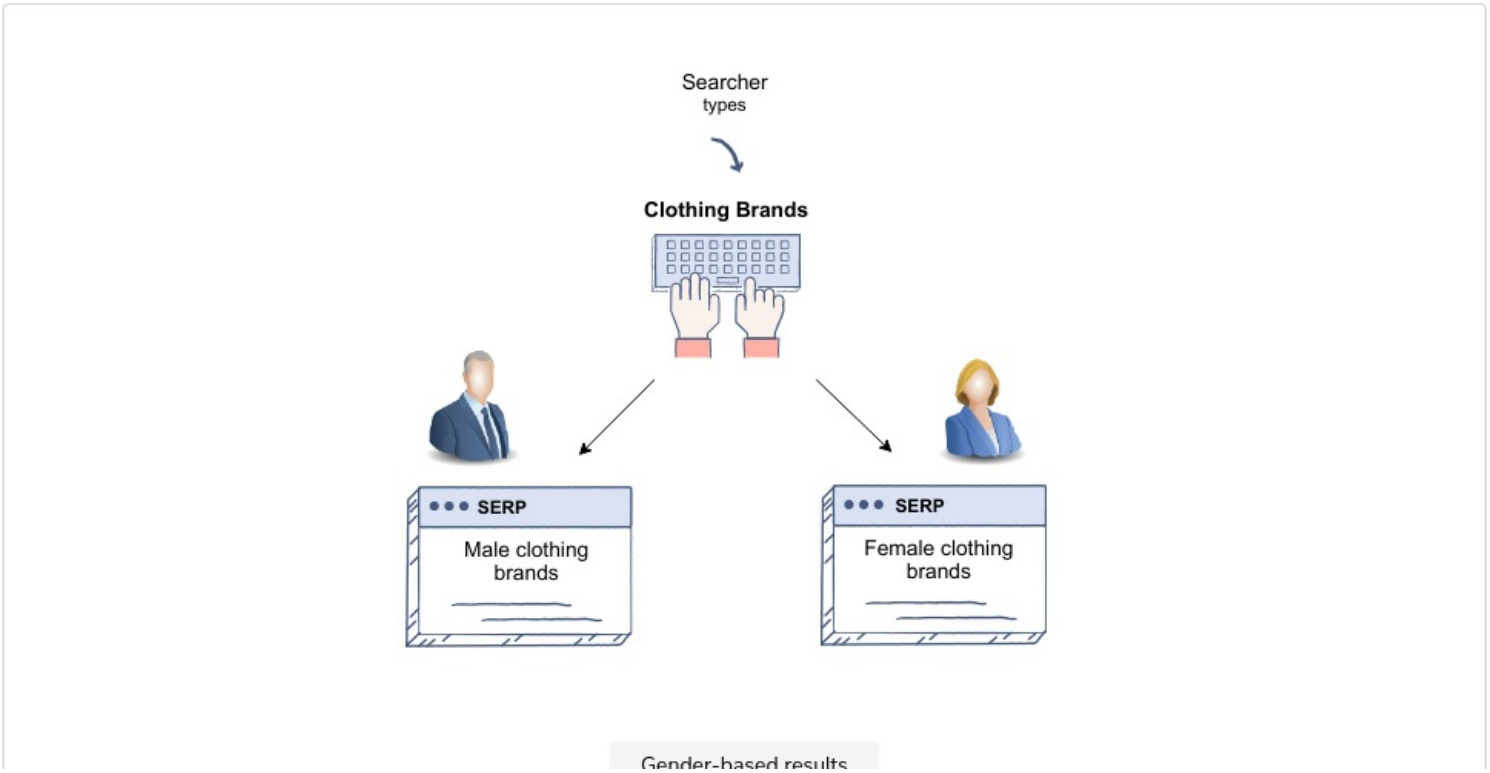 Searcher
types
Clothing Brands
SERP
Male clothing
brands
SERP
Female clothing
brands
Gender-based results